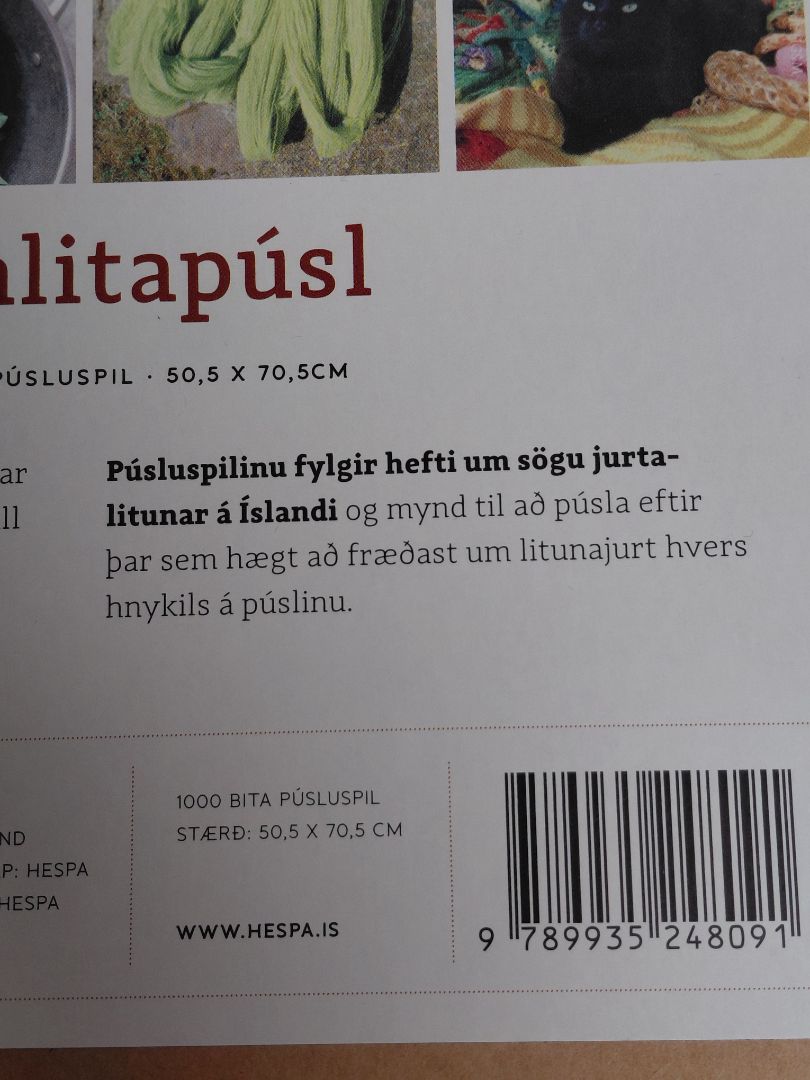 litapúsl
PÚSLUSPIL · 50,5 X 70,5CM
ar
ll
Púsluspilinu fylgir hefti um sögu jurta-
litunar á Íslandi og mynd til að púsla eftir
þar sem hægt að fræðast um litunajurt hvers
hnykils á púslinu.
ND
P: HESPA
HESPA
1000 BITA PÚSLUSPIL
STÆRÐ: 50,5 X 70,5 CM
WWW.HESPA.IS
9 789935 248091